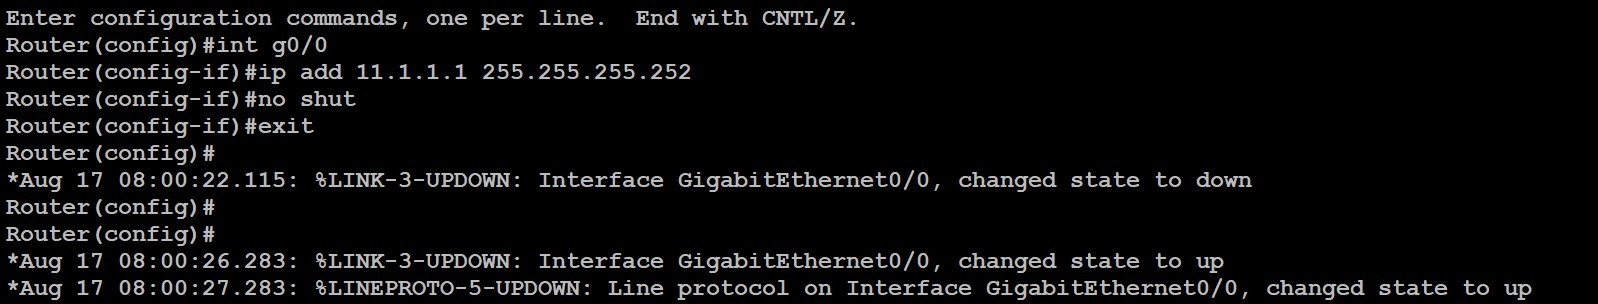 Enter configuration commands, one per line.  End with CNTL/Z.
Router(config)#int g0/0
Router(config-if)#ip add 11.1.1.1 255.255.255.252
Router(config-if)#no shut
Router(config-if)#exit
Router(config)#
*Aug 17 08:00:22.115: %LINK-3-UPDOWN: Interface GigabitEthernet0/0, changed state to down
Router(config)#
Router(config)#
*Aug 17 08:00:26.283: %LINK-3-UPDOWN: Interface GigabitEthernet0/0, changed state to up
*Aug 17 08:00:27.283: %LINEPROTO-5-UPDOWN: Line protocol on Interface GigabitEthernet0/0, changed state to up